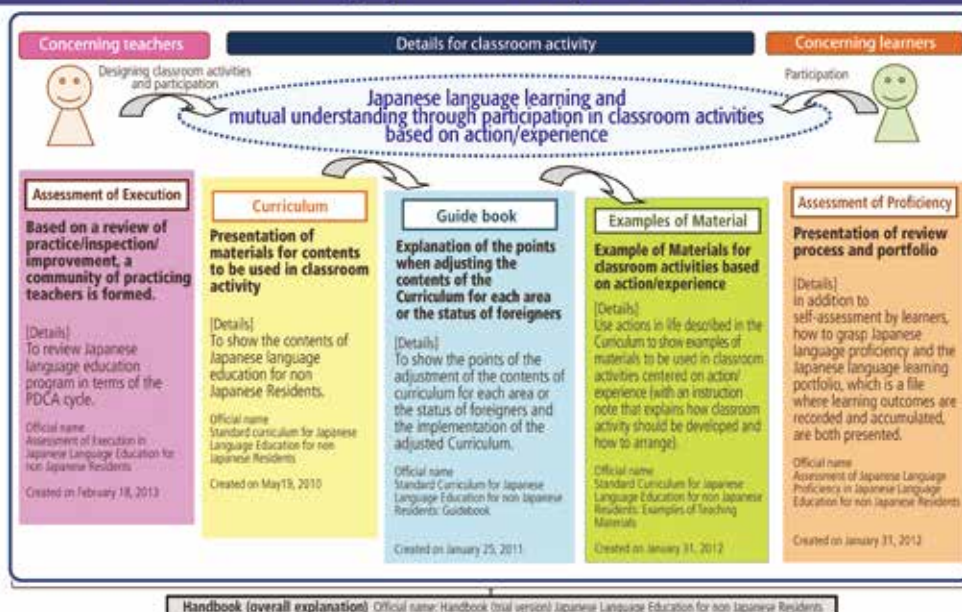 Concerning teachers
Details for classroom activity
Concerning learners
Designing classroom activities
and participation
Participation
Japanese language learning and
mutual understanding through participation in classroom activities
based on action/experience
Assessment of Execution
Based on a review of
practice/inspection/
improvement, a
community of practicing
teachers is formed.
[Details]
To review Japanese
language education
program in terms of the
PDCA cycle.
Official name
Assessment of Execution in
Japanese Language Education for
non Japanese Residents
Created on February 18, 2013
Curriculum
Presentation of
materials for contents
to be used in classroom
activity
[Details]
To show the contents of
Japanese language
education for non
Japanese Residents.
Official name
Standard curriculum for Japanese
Language Education for non
Japanese Residents
Created on May19, 2010
Guide book
Explanation of the points
when adjusting the
contents of the
Curriculum for each area
or the status of foreigners
[Details]
To show the points of the
adjustment of the contents of
curriculum for each area or
the status of foreigners and
the implementation of the
adjusted Curriculum.
Official name
Standard Curriculum for Japanese
Language Education for non Japanese
Residents: Guidebook
Created on January 25, 2011
Examples of Material
Example of Materials for
classroom activities based
on action/experience
[Details]
Use actions in life described in the
Curriculum to show examples of
materials to be used in classroom
activities centered on action/
experience (with an instruction
note that explains how classroom
activity should be developed and
how to arrange).
Official name
Standard Curriculum for Japanese
Language Education for non Japanese
Residents: Examples of Teaching
Materials
Created on January 31, 2012
Assessment of Proficiency
Presentation of review
process and portfolio
[Details]
In addition to
self-assessment by learners,
how to grasp Japanese
language proficiency and the
Japanese language learning
portfolio, which is a file
where learning outcomes are
recorded and accumulated,
are both presented.
Official name
Assessment of Japanese Language
Proficiency in Japanese Language
Education for non Japanese Residents
Created on January 31, 2012
Handbook (overall explanation) Official name: Handbook (trial version) Japanese Language Education for non Japanese Residents